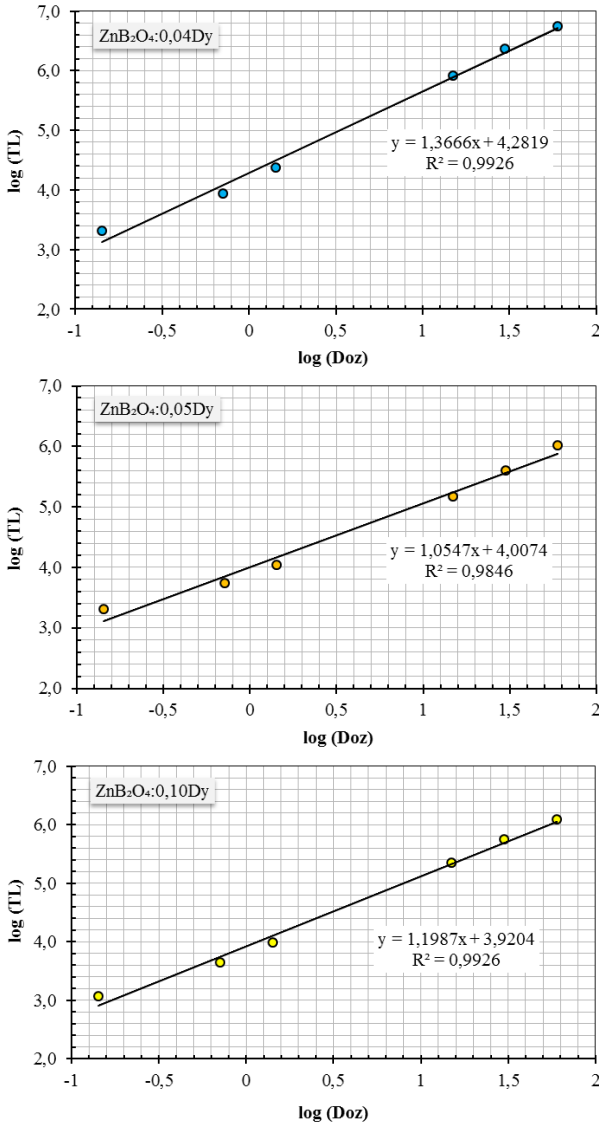 7,0
ZnB₂O₄:0,04Dy
6,0
5,0
y = 1,3666x + 4,2819
R² = 0,9926
log (TL)
4,0
3,0
2,0
-1 -0,5 0 0,5 1 1,5 2
log (Doz)
7,0
ZnB₂O₄:0,05Dy
6,0
5,0
y = 1,0547x + 4,0074
R² = 0,9846
log (TL)
4,0
3,0
2,0
-1 -0,5 0 0,5 1 1,5 2
log (Doz)
7,0
ZnB₂O₄:0,10Dy
6,0
5,0
y = 1,1987x + 3,9204
R² = 0,9926
log (TL)
4,0
3,0
2,0
-1 -0,5 0 0,5 1 1,5 2
log (Doz)